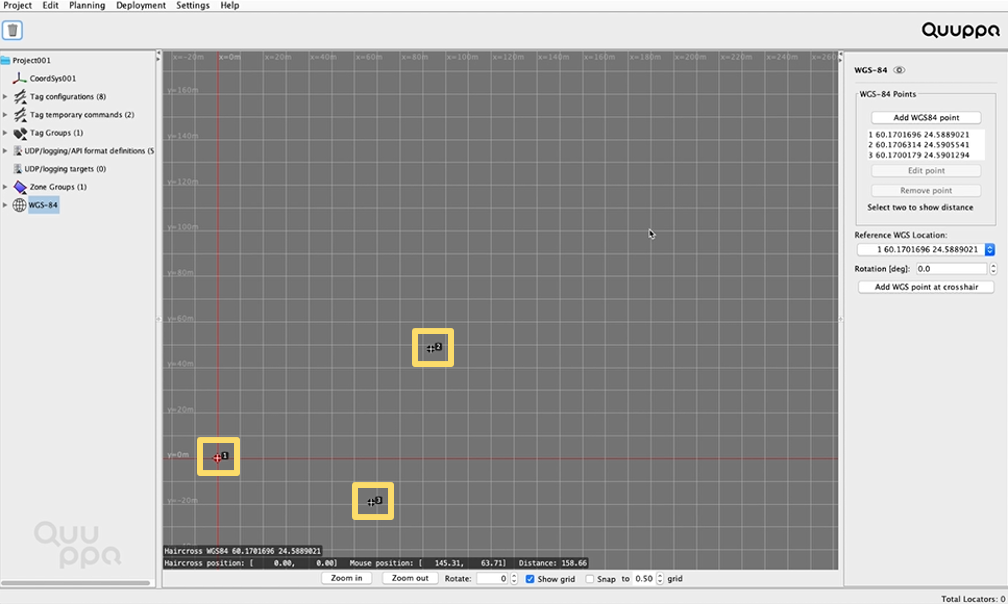 Project Edit Planning Deployment Settings Help
Quuppa
Project001
CoordSys001
Tag configurations (8)
Tag temporary commands (2)
Tag Groups (1)
UDP/logging/API format definitions (5
UDP/logging targets (0)
Zone Groups (1)
WGS-84
x=-20m x=0m x=20m x=40m x=60m x=80m x=100m x=120m x=140m x=160m x=180m x=200m x=220m x=240m x=260
y=160m
y=140m
y=120m
y=100m
y=80m
y=60m
y=40m
y=20m
y=0m
y=-20m
2
1
3
Quuppa
Haircross WGS84 60.1701696 24.5889021
Haircross position: [ 0.00, 0.00] Mouse position: [ 145.31, 63.71] Distance: 158.66
Zoom in Zoom out Rotate: 0 Show grid Snap to 0.50 grid
WGS-84
WGS-84 Points
Add WGS84 point
1 60.1701696 24.5889021
2 60.1706314 24.5905541
3 60.1700179 24.5901294
Edit point
Remove point
Select two to show distance
Reference WGS Location:
1 60.1701696 24.5889021
Rotation [deg]: 0.0
Add WGS point at crosshair
Total Locators: 0